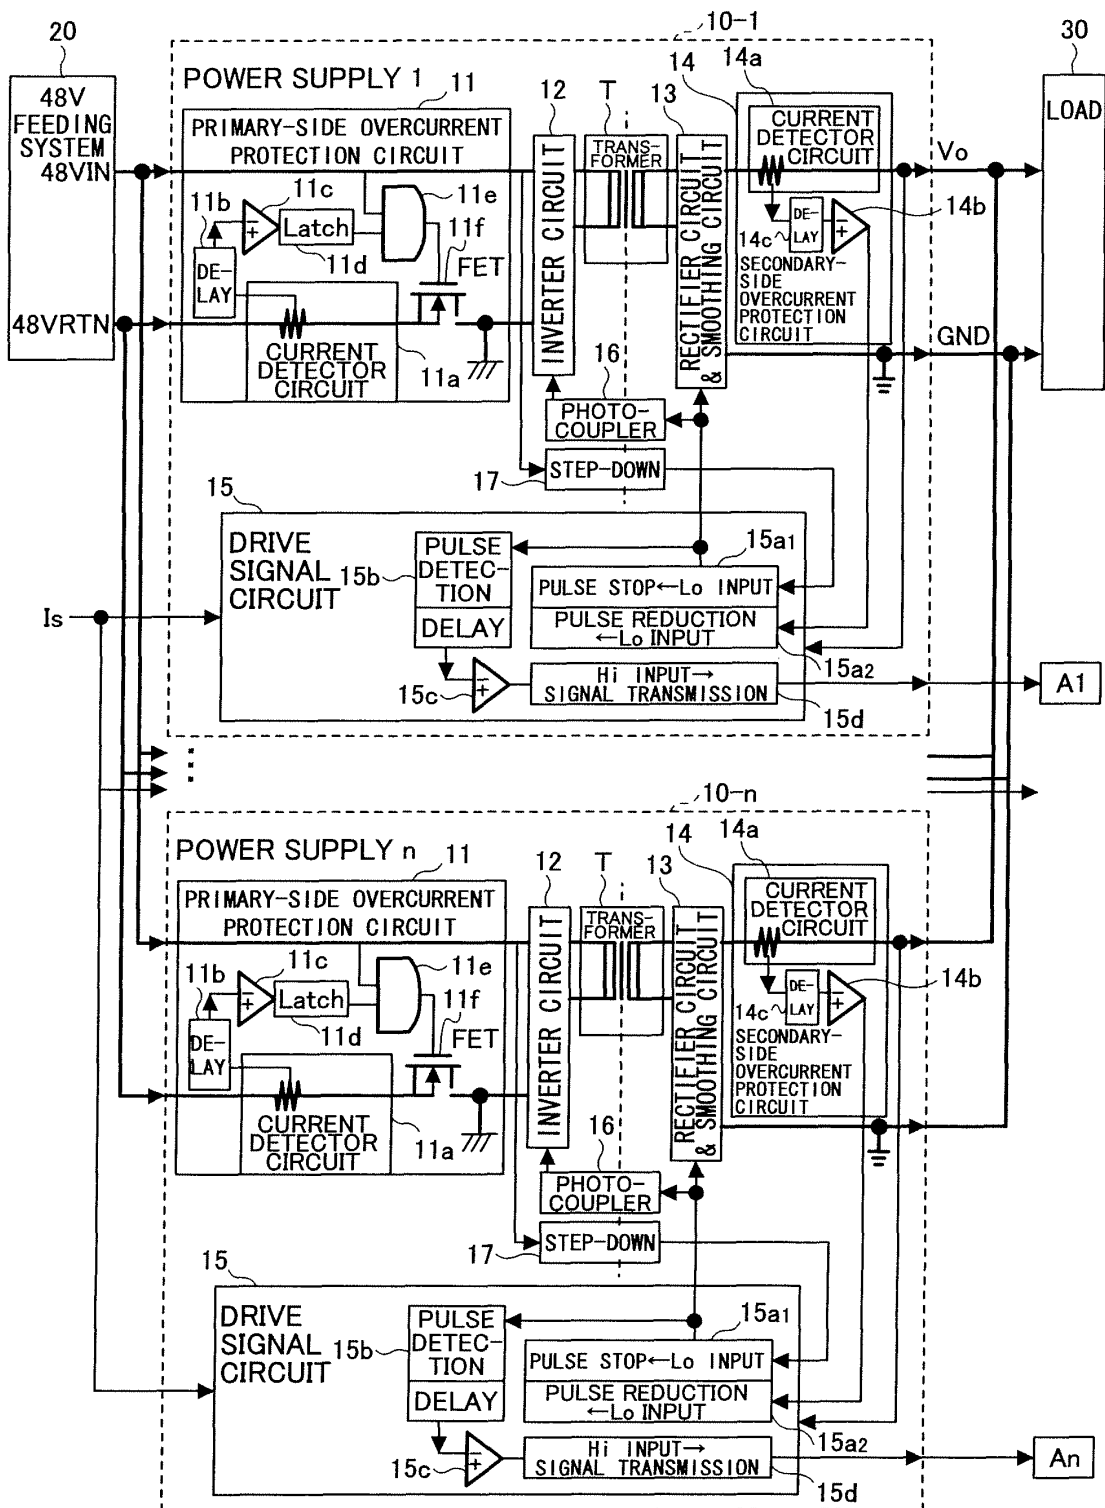 20
10-1
30
48V
FEEDING
SYSTEM
48VIN
48VRTN
POWER SUPPLY 1
11
PRIMARY-SIDE OVERCURRENT
PROTECTION CIRCUIT
11b
11c
11e
Latch
11d
11f
FET
DE-
LAY
CURRENT
DETECTOR
CIRCUIT
11a
12
INVERTER CIRCUIT
T
TRANS-
FORMER
13
RECTIFIER CIRCUIT
& SMOOTHING CIRCUIT
14
14a
CURRENT
DETECTOR
CIRCUIT
DE-
LAY
14c
14b
SECONDARY-
SIDE
OVERCURRENT
PROTECTION
CIRCUIT
Vo
GND
LOAD
16
PHOTO-
COUPLER
STEP-DOWN
17
15
DRIVE
SIGNAL
CIRCUIT
Is
PULSE
DETEC-
TION
15b
DELAY
15c
15a1
PULSE STOP←Lo INPUT
PULSE REDUCTION
←Lo INPUT
15a2
Hi INPUT→
SIGNAL TRANSMISSION
15d
A1
10-n
POWER SUPPLY n
11
PRIMARY-SIDE OVERCURRENT
PROTECTION CIRCUIT
11b
11c
11e
Latch
11d
11f
FET
DE-
LAY
CURRENT
DETECTOR
CIRCUIT
11a
12
INVERTER CIRCUIT
T
TRANS-
FORMER
13
RECTIFIER CIRCUIT
& SMOOTHING CIRCUIT
14
14a
CURRENT
DETECTOR
CIRCUIT
DE-
LAY
14c
14b
SECONDARY-
SIDE
OVERCURRENT
PROTECTION
CIRCUIT
16
PHOTO-
COUPLER
STEP-DOWN
17
15
DRIVE
SIGNAL
CIRCUIT
PULSE
DETEC-
TION
15b
DELAY
15c
15a1
PULSE STOP←Lo INPUT
PULSE REDUCTION
←Lo INPUT
15a2
Hi INPUT→
SIGNAL TRANSMISSION
15d
An